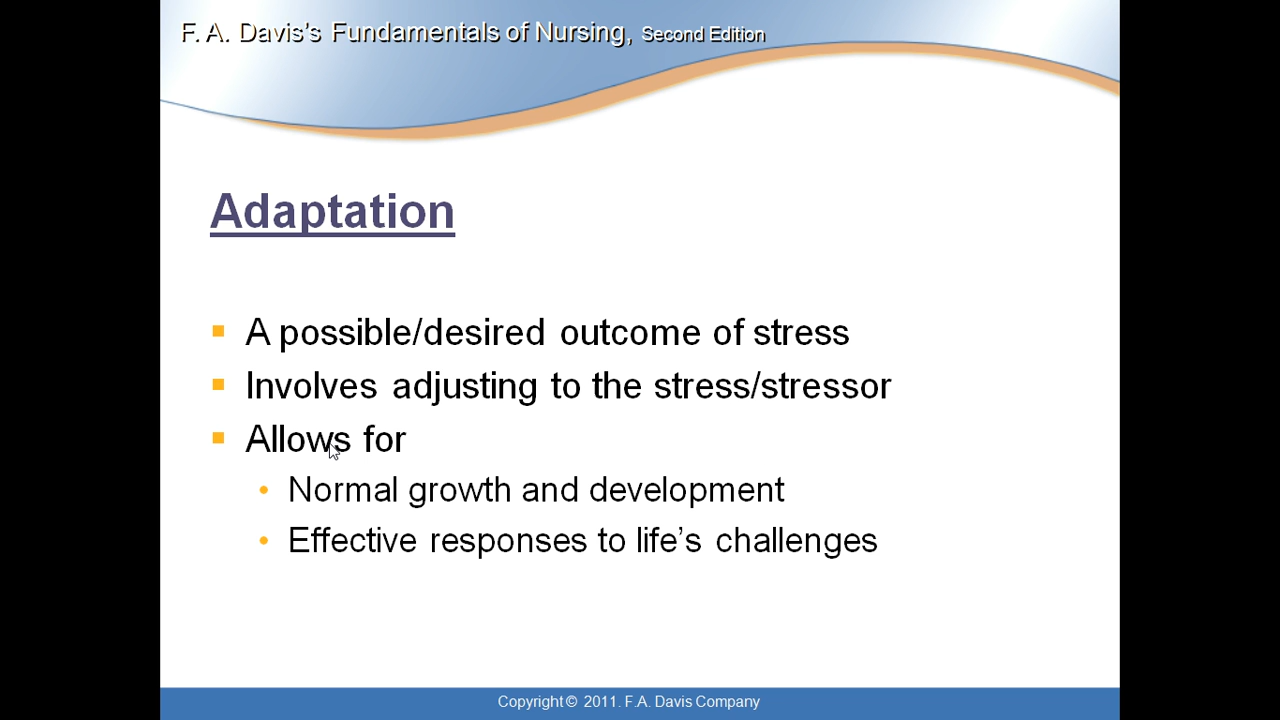 F. A. Davis's Fundamentals of Nursing, Second Edition
Adaptation
A possible/desired outcome of stress
Involves adjusting to the stress/stressor
Allows for
Normal growth and development
Effective responses to life's challenges
Copyright © 2011. F.A. Davis Company